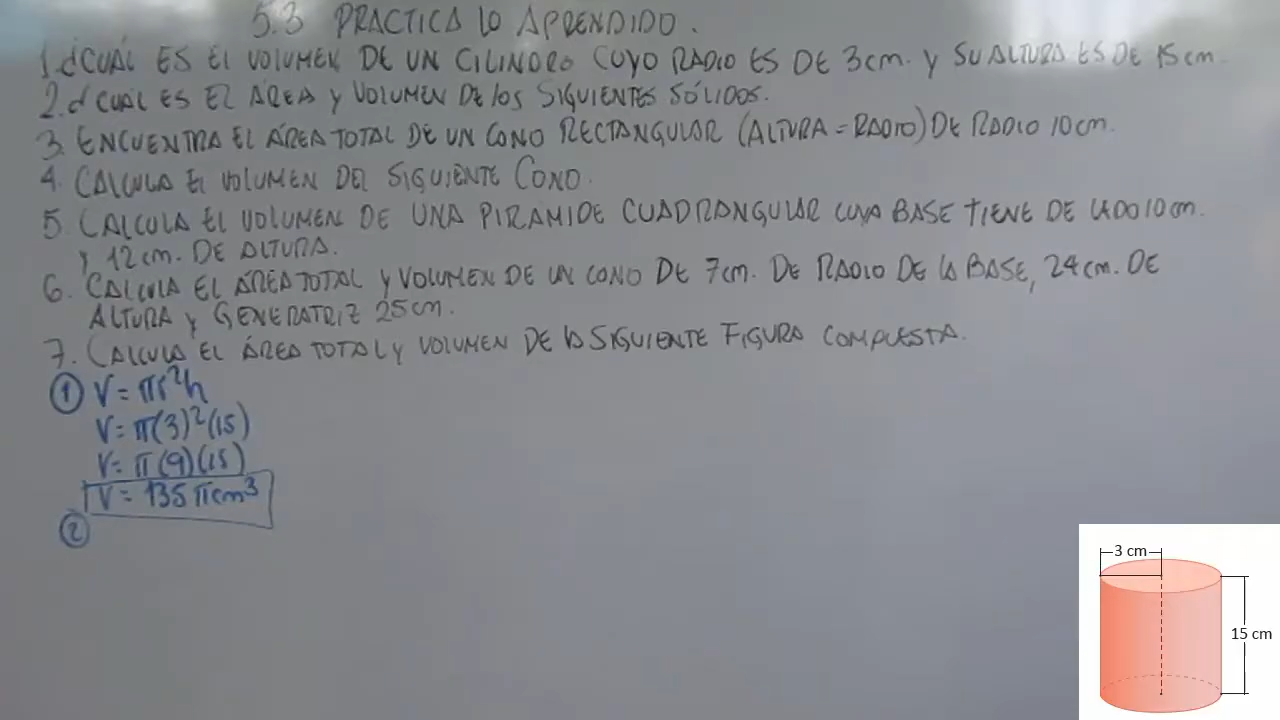 5.3 PRACTICA LO APRENDIDO.
1. ¿CUÁL ES EL VOLUMEN DE UN CILINDRO CUYO RADIO ES DE 3cm. Y SU ALTURA ES DE 15cm.
2. ¿CUÁL ES EL ÁREA Y VOLUMEN DE LOS SIGUIENTES SÓLIDOS.
3. ENCUENTRA EL ÁREA TOTAL DE UN CONO RECTANGULAR (ALTURA = RADIO) DE RADIO 10cm.
4. CALCULA EL VOLUMEN DEL SIGUIENTE CONO.
5. CALCULA EL VOLUMEN DE UNA PIRAMIDE CUADRANGULAR CUYA BASE TIENE DE LADO 10cm.
Y 12cm. DE ALTURA.
6. CALCULA EL ÁREA TOTAL Y VOLUMEN DE UN CONO DE 7cm. DE RADIO DE LA BASE, 24cm. DE
ALTURA Y GENERATRIZ 25cm.
7. CALCULA EL ÁREA TOTAL Y VOLUMEN DE LA SIGUIENTE FIGURA COMPUESTA.
① V = πr²h
V = π(3)²(15)
V = π(9)(15)
V = 135πcm³
②
3 cm
15 cm